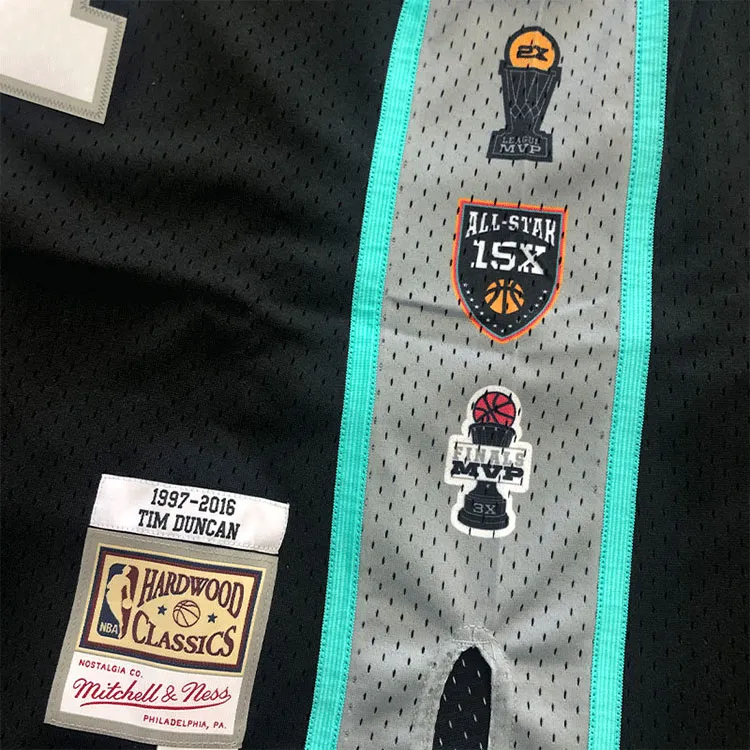 2X
LEAGUE
MVP
ALL-STAR
15X
FINALS
MVP
3X
1997-2016
TIM DUNCAN
NBA
HARDWOOD
CLASSICS
NOSTALGIA CO.
Mitchell & Ness
PHILADELPHIA, PA.